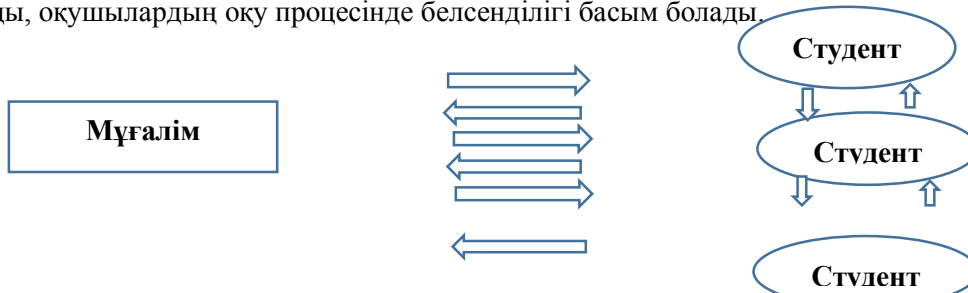 ды, оқушылардың оқу процесінде белсенділігі басым болады.
Студент
Мұғалім
Студент
Студент